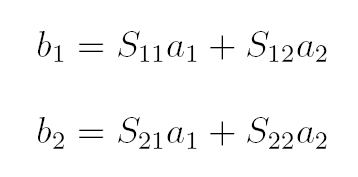 b₁ = S₁₁a₁ + S₁₂a₂
b₂ = S₂₁a₁ + S₂₂a₂